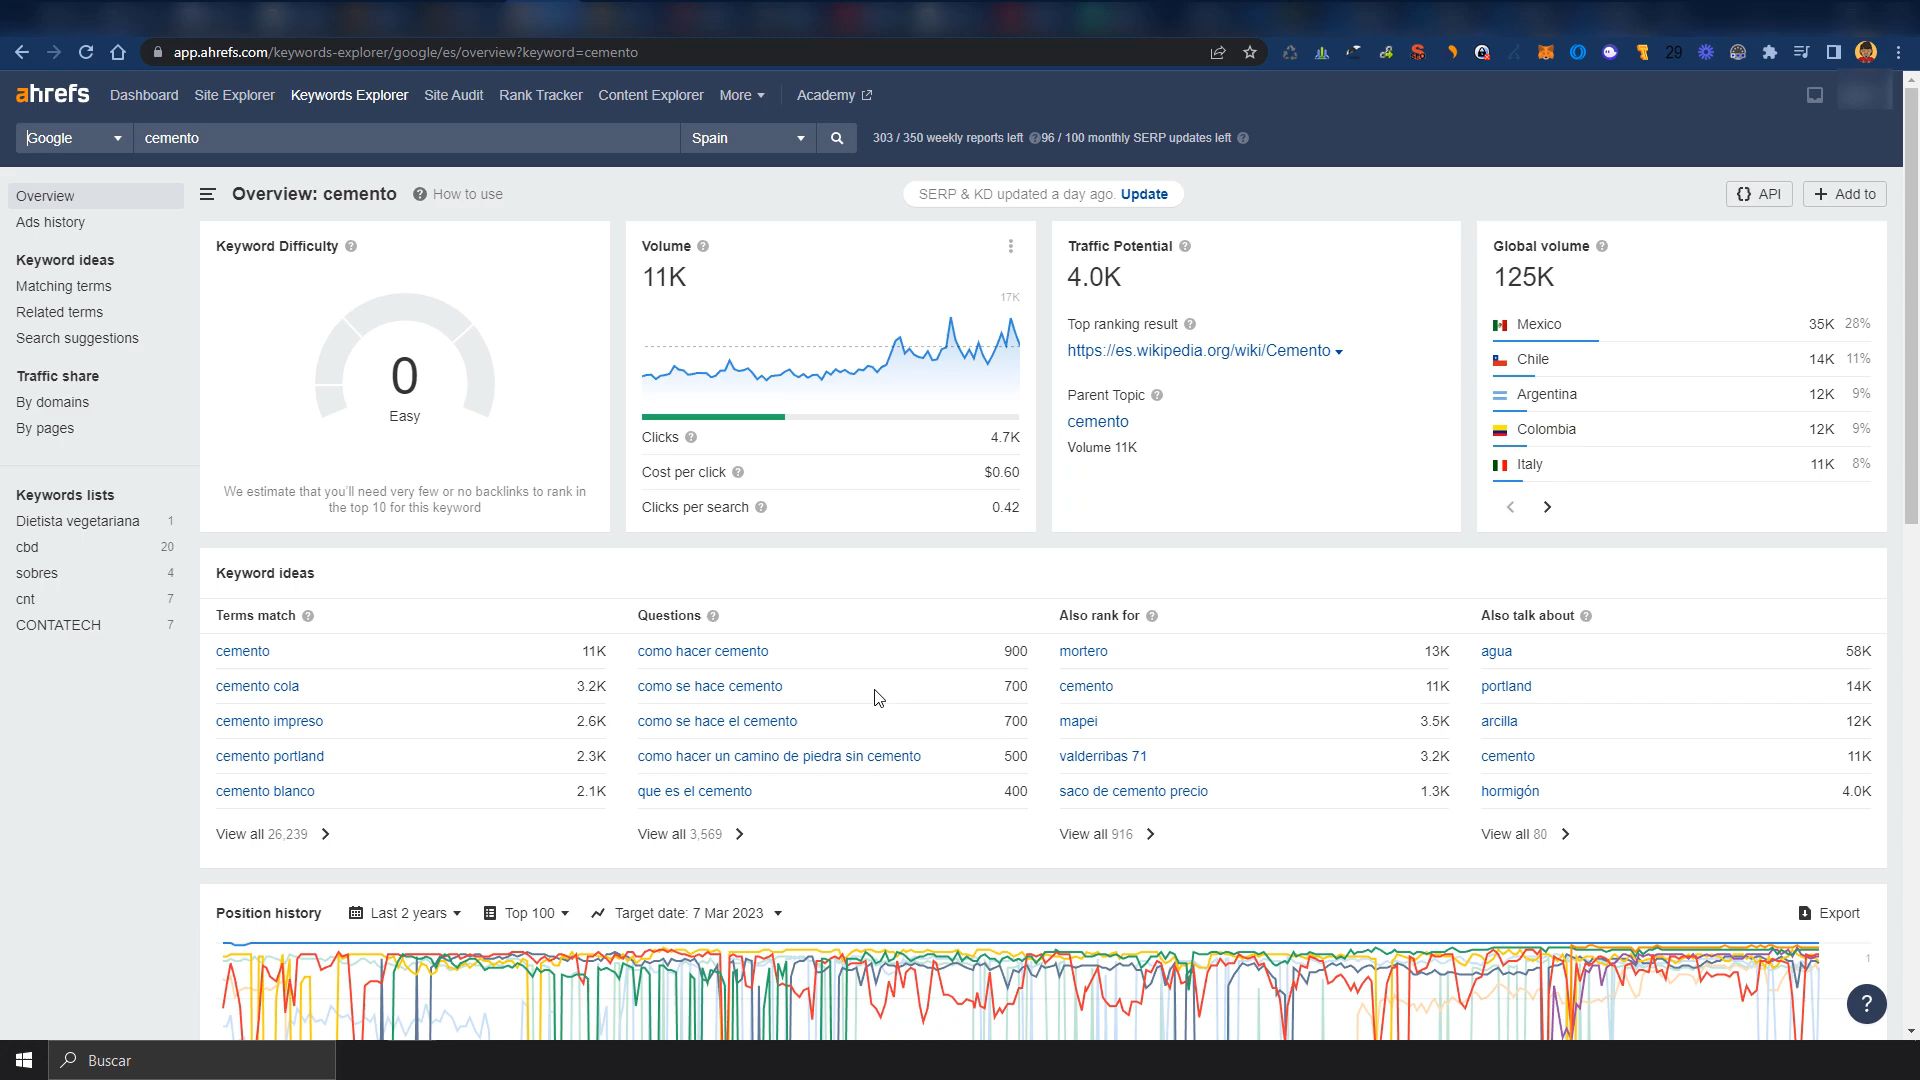 app.ahrefs.com/keywords-explorer/google/es/overview?keyword=cemento
29
ahrefs Dashboard Site Explorer Keywords Explorer Site Audit Rank Tracker Content Explorer More Academy
Google cemento Spain 303 / 350 weekly reports left 96 / 100 monthly SERP updates left
Overview
Ads history
Keyword ideas
Matching terms
Related terms
Search suggestions
Traffic share
By domains
By pages
Keywords lists
Dietista vegetariana 1
cbd 20
sobres 4
cnt 7
CONTATECH 7
Overview: cemento ? How to use
SERP & KD updated a day ago. Update
{} API
+ Add to
Keyword Difficulty ?
0
Easy
We estimate that you'll need very few or no backlinks to rank in
the top 10 for this keyword
Volume ?
11K
17K
Clicks ? 4.7K
Cost per click ? $0.60
Clicks per search ? 0.42
Traffic Potential ?
4.0K
Top ranking result ?
https://es.wikipedia.org/wiki/Cemento
Parent Topic ?
cemento
Volume 11K
Global volume ?
125K
Mexico 35K 28%
Chile 14K 11%
Argentina 12K 9%
Colombia 12K 9%
Italy 11K 8%
Keyword ideas
Terms match ?
cemento 11K
cemento cola 3.2K
cemento impreso 2.6K
cemento portland 2.3K
cemento blanco 2.1K
View all 26,239
Questions ?
como hacer cemento 900
como se hace cemento 700
como se hace el cemento 700
como hacer un camino de piedra sin cemento 500
que es el cemento 400
View all 3,569
Also rank for ?
mortero 13K
cemento 11K
mapei 3.5K
valderribas 71 3.2K
saco de cemento precio 1.3K
View all 916
Also talk about ?
agua 58K
portland 14K
arcilla 12K
cemento 11K
hormigón 4.0K
View all 80
Position history Last 2 years Top 100 Target date: 7 Mar 2023 Export
1
?
Buscar